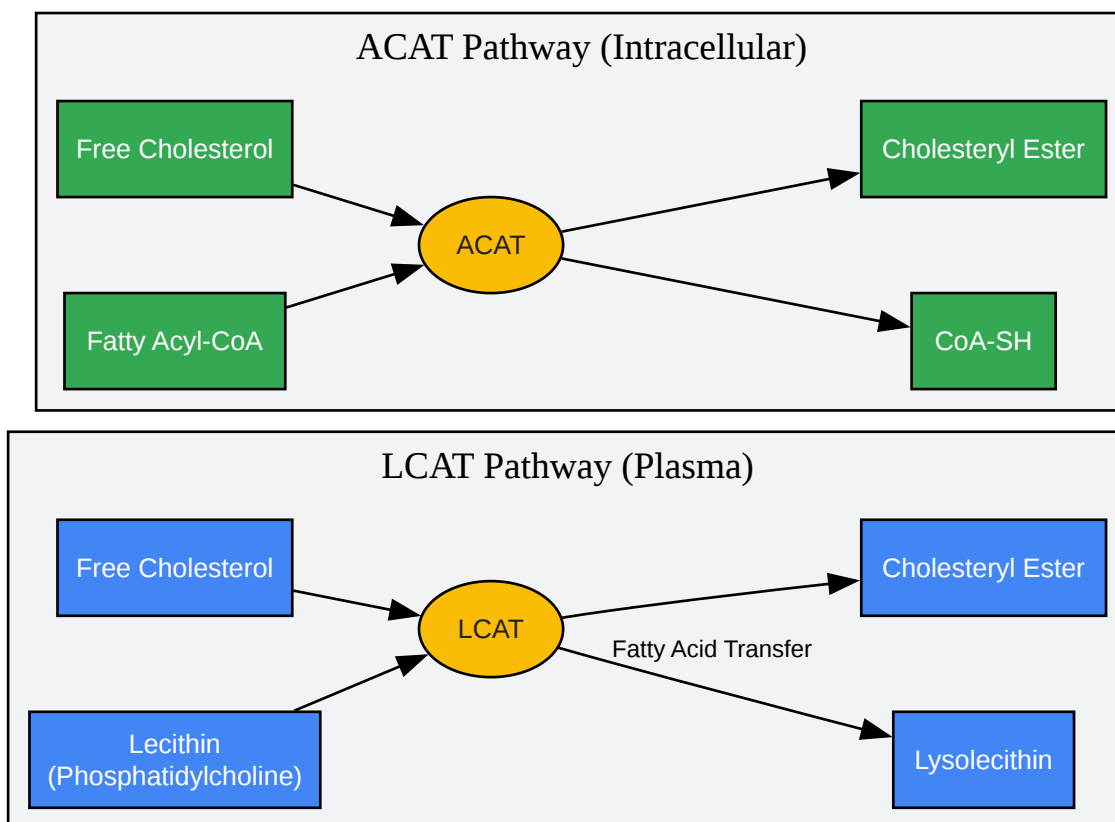 ACAT Pathway (Intracellular)
Free Cholesterol
Cholesteryl Ester
ACAT
Fatty Acyl-CoA
CoA-SH
LCAT Pathway (Plasma)
Free Cholesterol
Cholesteryl Ester
LCAT
Fatty Acid Transfer
Lecithin
(Phosphatidylcholine)
Lysolecithin